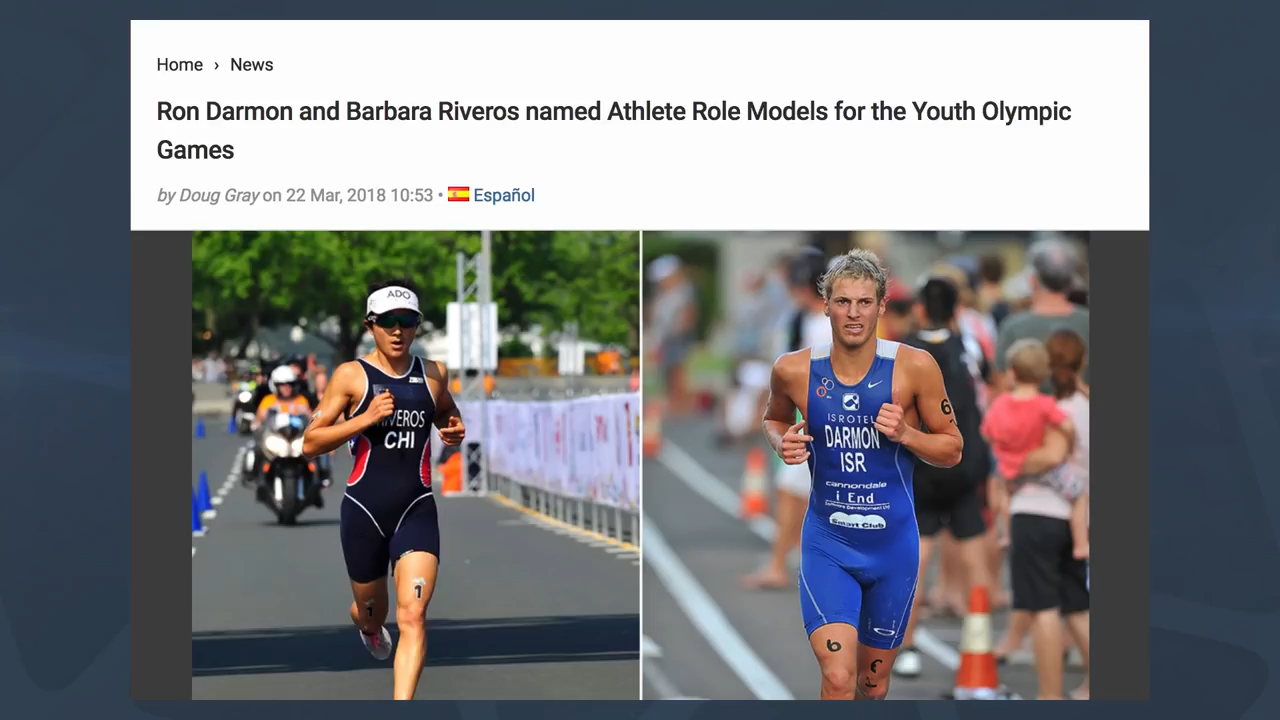 Home › News
Ron Darmon and Barbara Riveros named Athlete Role Models for the Youth Olympic
Games
by Doug Gray on 22 Mar, 2018 10:53 • Español
ADO
RIVEROS
CHI
1
1
ISROTEL
DARMON
ISR
cannondale
i End
Smart Club
6
6